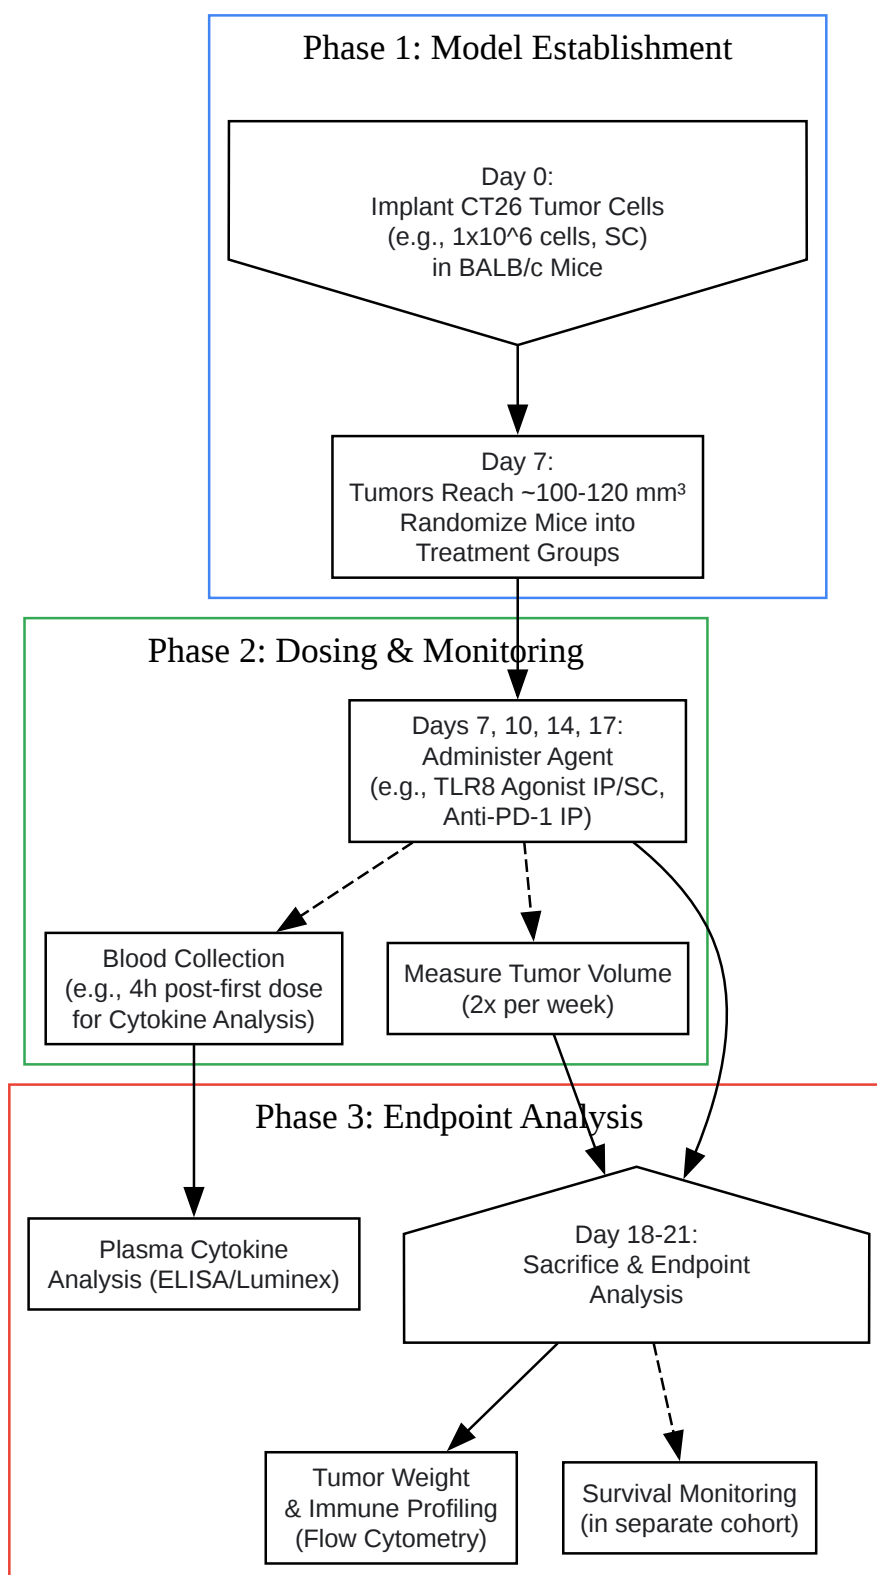 Phase 1: Model Establishment
Day 0:
Implant CT26 Tumor Cells
(e.g., 1x10^6 cells, SC)
in BALB/c Mice
Day 7:
Tumors Reach ~100-120 mm³
Randomize Mice into
Treatment Groups
Phase 2: Dosing & Monitoring
Days 7, 10, 14, 17:
Administer Agent
(e.g., TLR8 Agonist IP/SC,
Anti-PD-1 IP)
Blood Collection
(e.g., 4h post-first dose
for Cytokine Analysis)
Measure Tumor Volume
(2x per week)
Phase 3: Endpoint Analysis
Plasma Cytokine
Analysis (ELISA/Luminex)
Day 18-21:
Sacrifice & Endpoint
Analysis
Tumor Weight
& Immune Profiling
(Flow Cytometry)
Survival Monitoring
(in separate cohort)